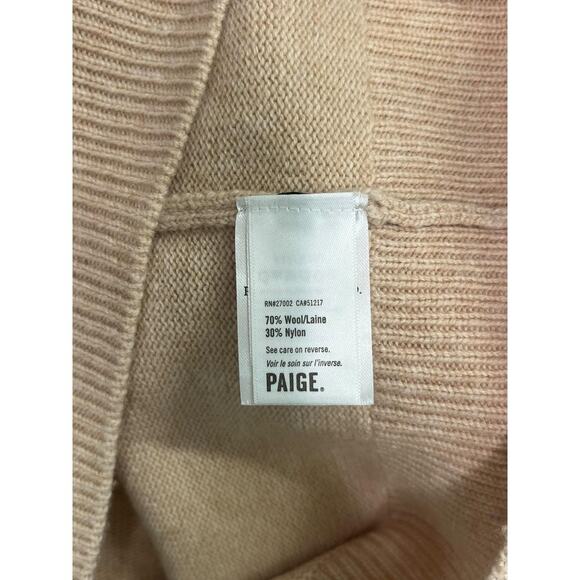 RN#27002 CA#51217
70% Wool/Laine
30% Nylon
See care on reverse.
Voir le soin sur l'inverse.
PAIGE®